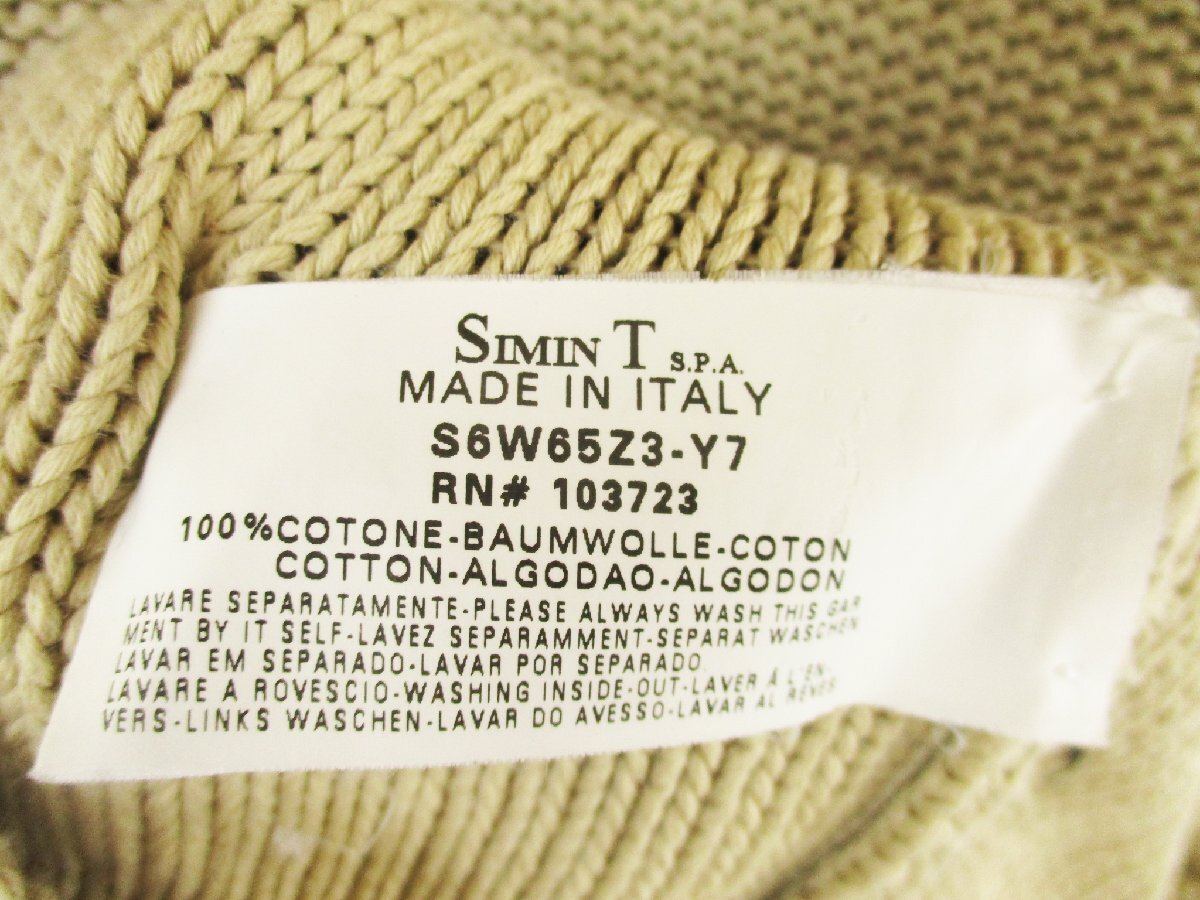 SIMIN T S.P.A.
MADE IN ITALY
S6W65Z3-Y7
RN# 103723
100%COTONE-BAUMWOLLE-COTON
COTTON-ALGODAO-ALGODON
LAVARE SEPARATAMENTE-PLEASE ALWAYS WASH THIS GAR
MENT BY IT SELF-LAVEZ SEPARAMMENT-SEPARAT WASCHEN
LAVAR EM SEPARADO-LAVAR POR SEPARADO
LAVARE A ROVESCIO-WASHING INSIDE-OUT-LAVER Á L'EN-
VERS-LINKS WASCHEN-LAVAR DO AVESSO-LAVAR AL REVES